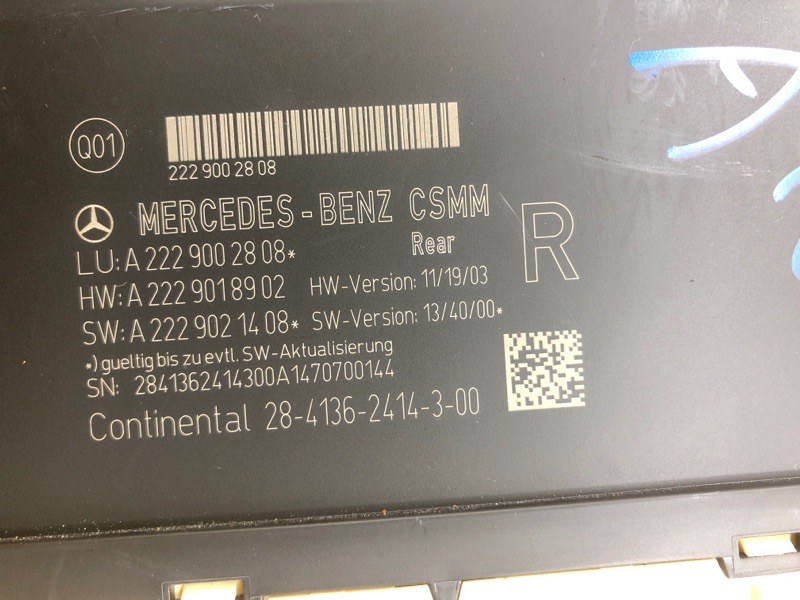 Q01
222 900 28 08
MERCEDES-BENZ CSMM
LU: A 222 900 28 08* Rear R
HW: A 222 901 89 02 HW-Version: 11/19/03
SW: A 222 902 14 08* SW-Version: 13/40/00*
*) gueltig bis zu evtl. SW-Aktualisierung
SN: 2841362414300A1470700144
Continental 28-4136-2414-3-00